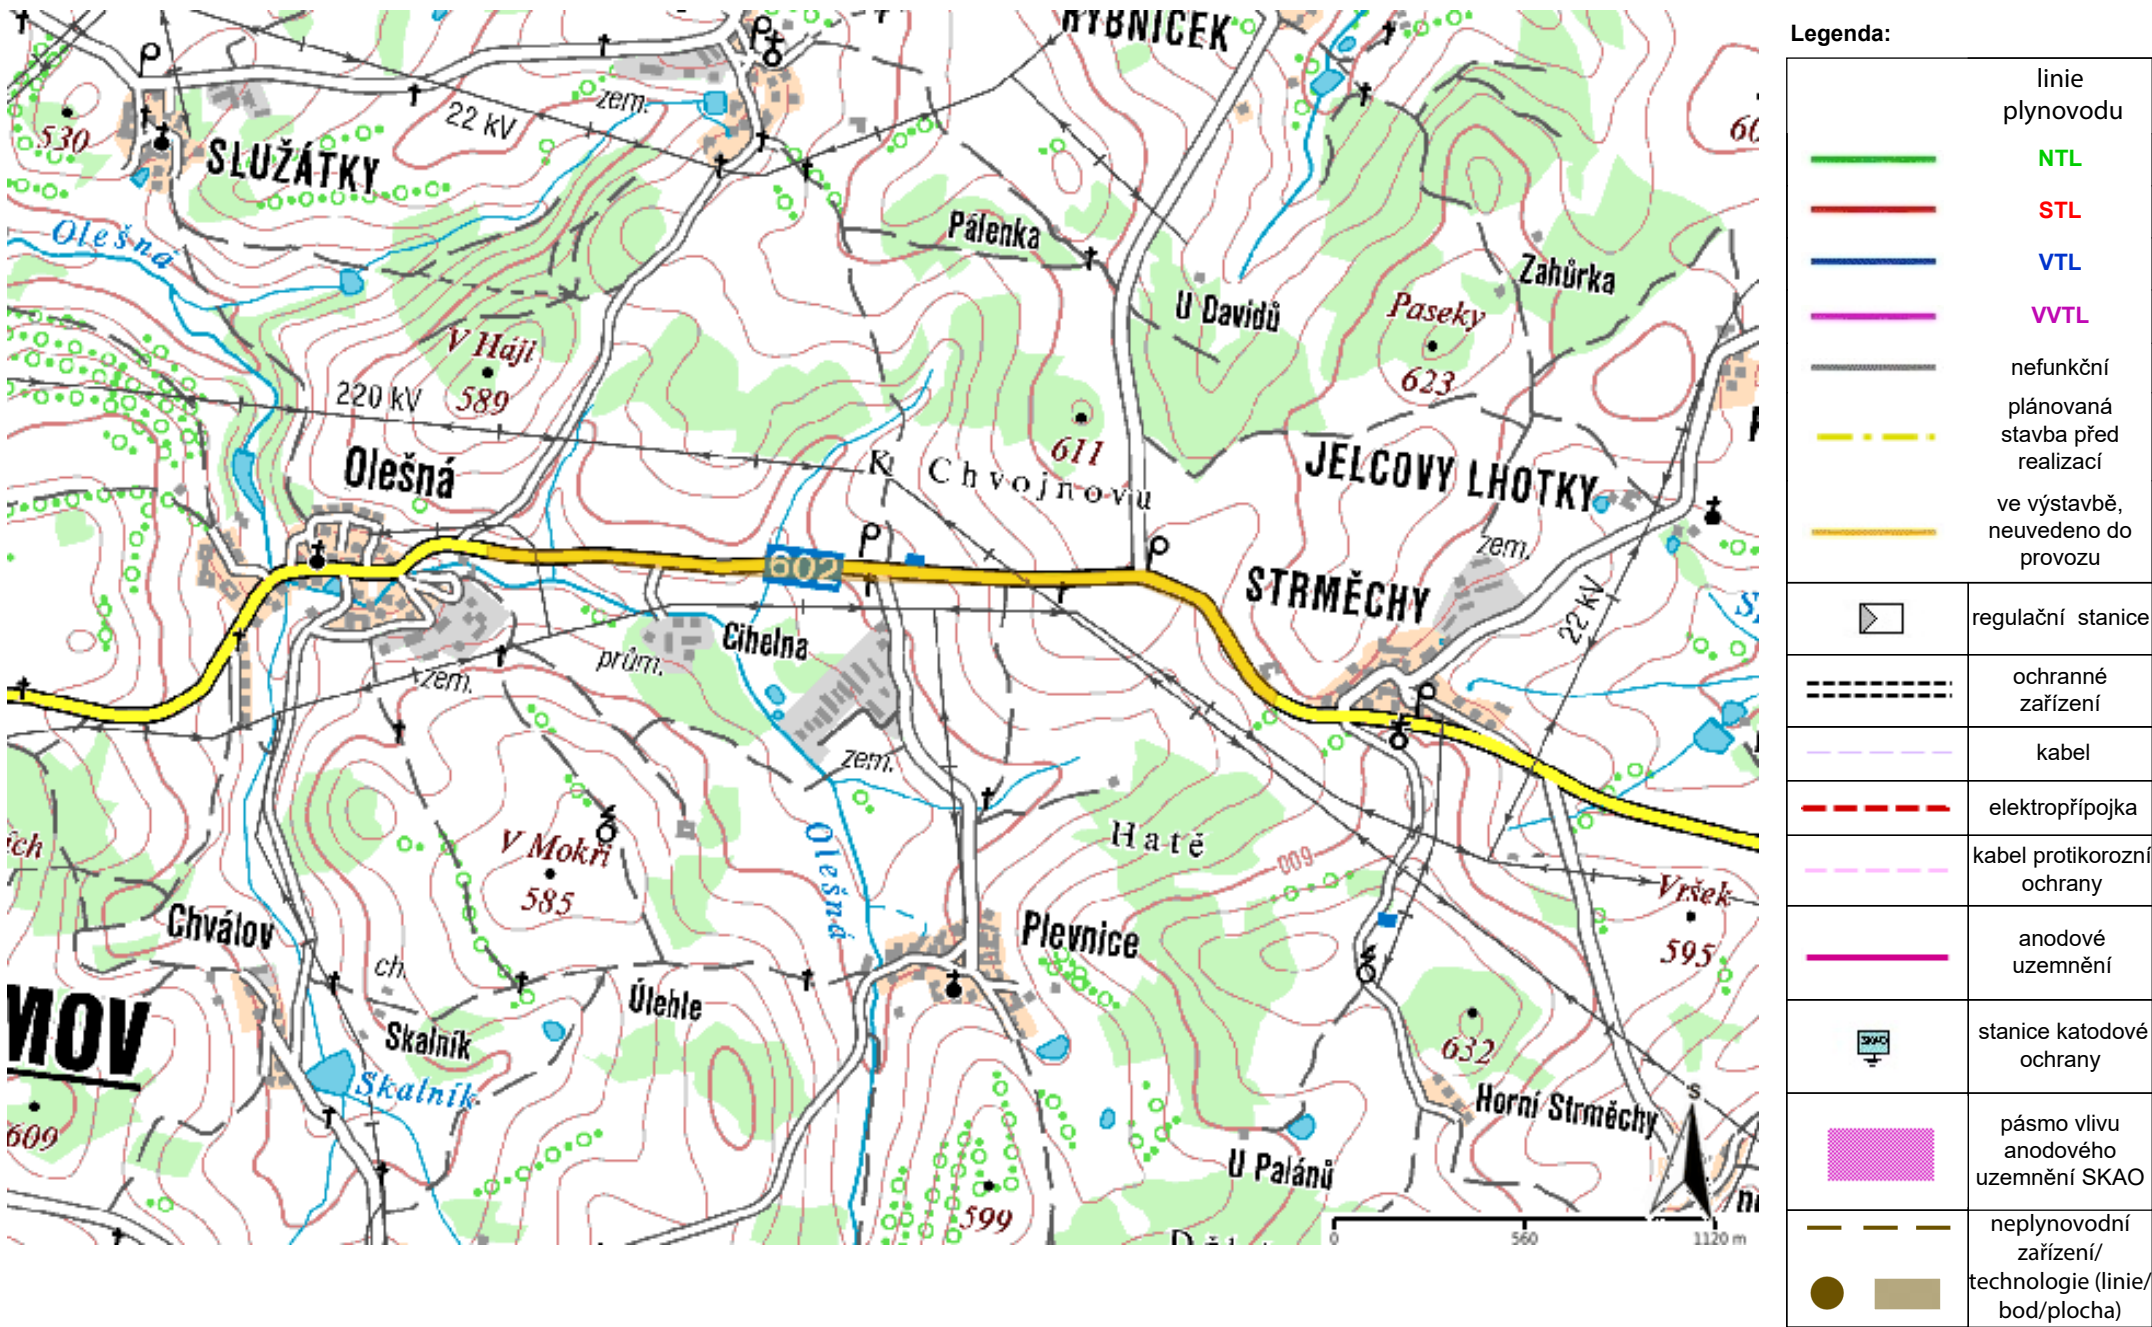 RYBNÍČEK
Legenda:
linie
plynovodu
530
22 kV
zem.
NTL
SLUŽÁTKY
STL
Olešná
Pálenka
VTL
U Davidů
Zahůrka
Paseky
VVTL
V Háji
589
220 kV
623
nefunkční
611
plánovaná
stavba před
realizací
Olešná
K Chvojnovu
JELCOVY LHOTKY
ve výstavbě,
neuvedeno do
provozu
zem.
602
STRMĚCHY
22 kV
regulační stanice
Cihelna
prům.
zem.
ochranné
zařízení
zem.
kabel
elektropřípojka
Olešná
V Mokři
585
Hatě
600
kabel protikorozní
ochrany
Vršek
595
Chválov
Plevnice
anodové
uzemnění
ch.
Úlehle
MOV
Skalník
Skalník
632
SKAO
stanice katodové
ochrany
Horní Strměchy
S
609
U Palánů
pásmo vlivu
anodového
uzemnění SKAO
599
0 560 1120 m
neplynovodní
zařízení/
technologie (linie/
bod/plocha)